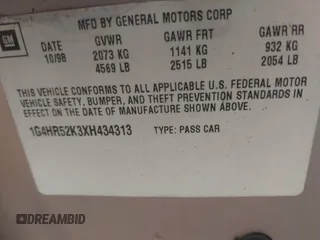 MFD BY GENERAL MOTORS CORP
GM
DATE GVWR GAWR FRT GAWR RR
10/98 2073 KG 1141 KG 932 KG
4569 LB 2515 LB 2054 LB
THIS VEHICLE CONFORMS TO ALL APPLICABLE U.S. FEDERAL MOTOR
VEHICLE SAFETY, BUMPER, AND THEFT PREVENTION STANDARDS
IN EFFECT ON THE DATE OF MANUFACTURE SHOWN ABOVE.
1G4HR52K3XH434313 TYPE: PASS CAR
DREAMBID